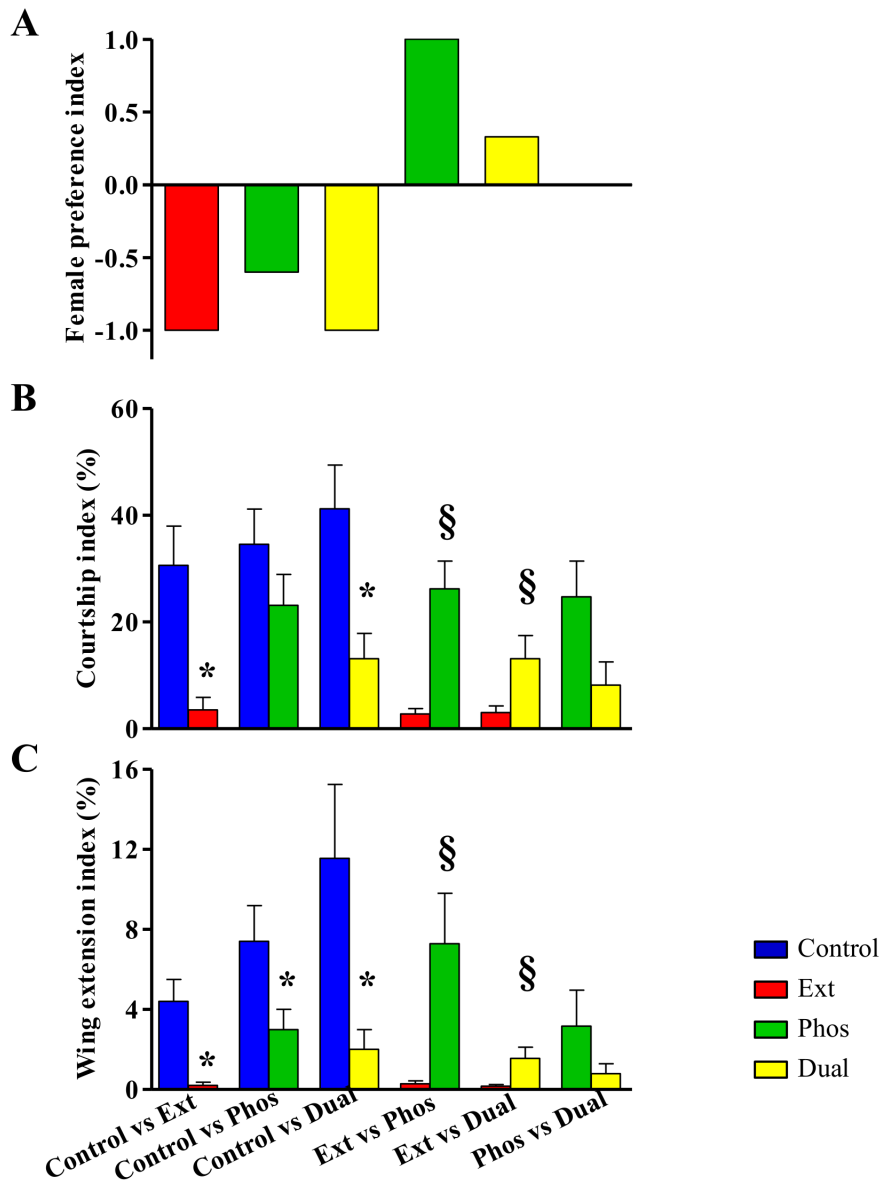 A
Female preference index
1.0
0.5
0.0
-0.5
-1.0
B
Courtship index (%)
60
40
20
0
*
*
§
§
C
Wing extension index (%)
16
12
8
4
0
*
*
*
§
§
Control vs Ext
Control vs Phos
Control vs Dual
Ext vs Phos
Ext vs Dual
Phos vs Dual
Control
Ext
Phos
Dual